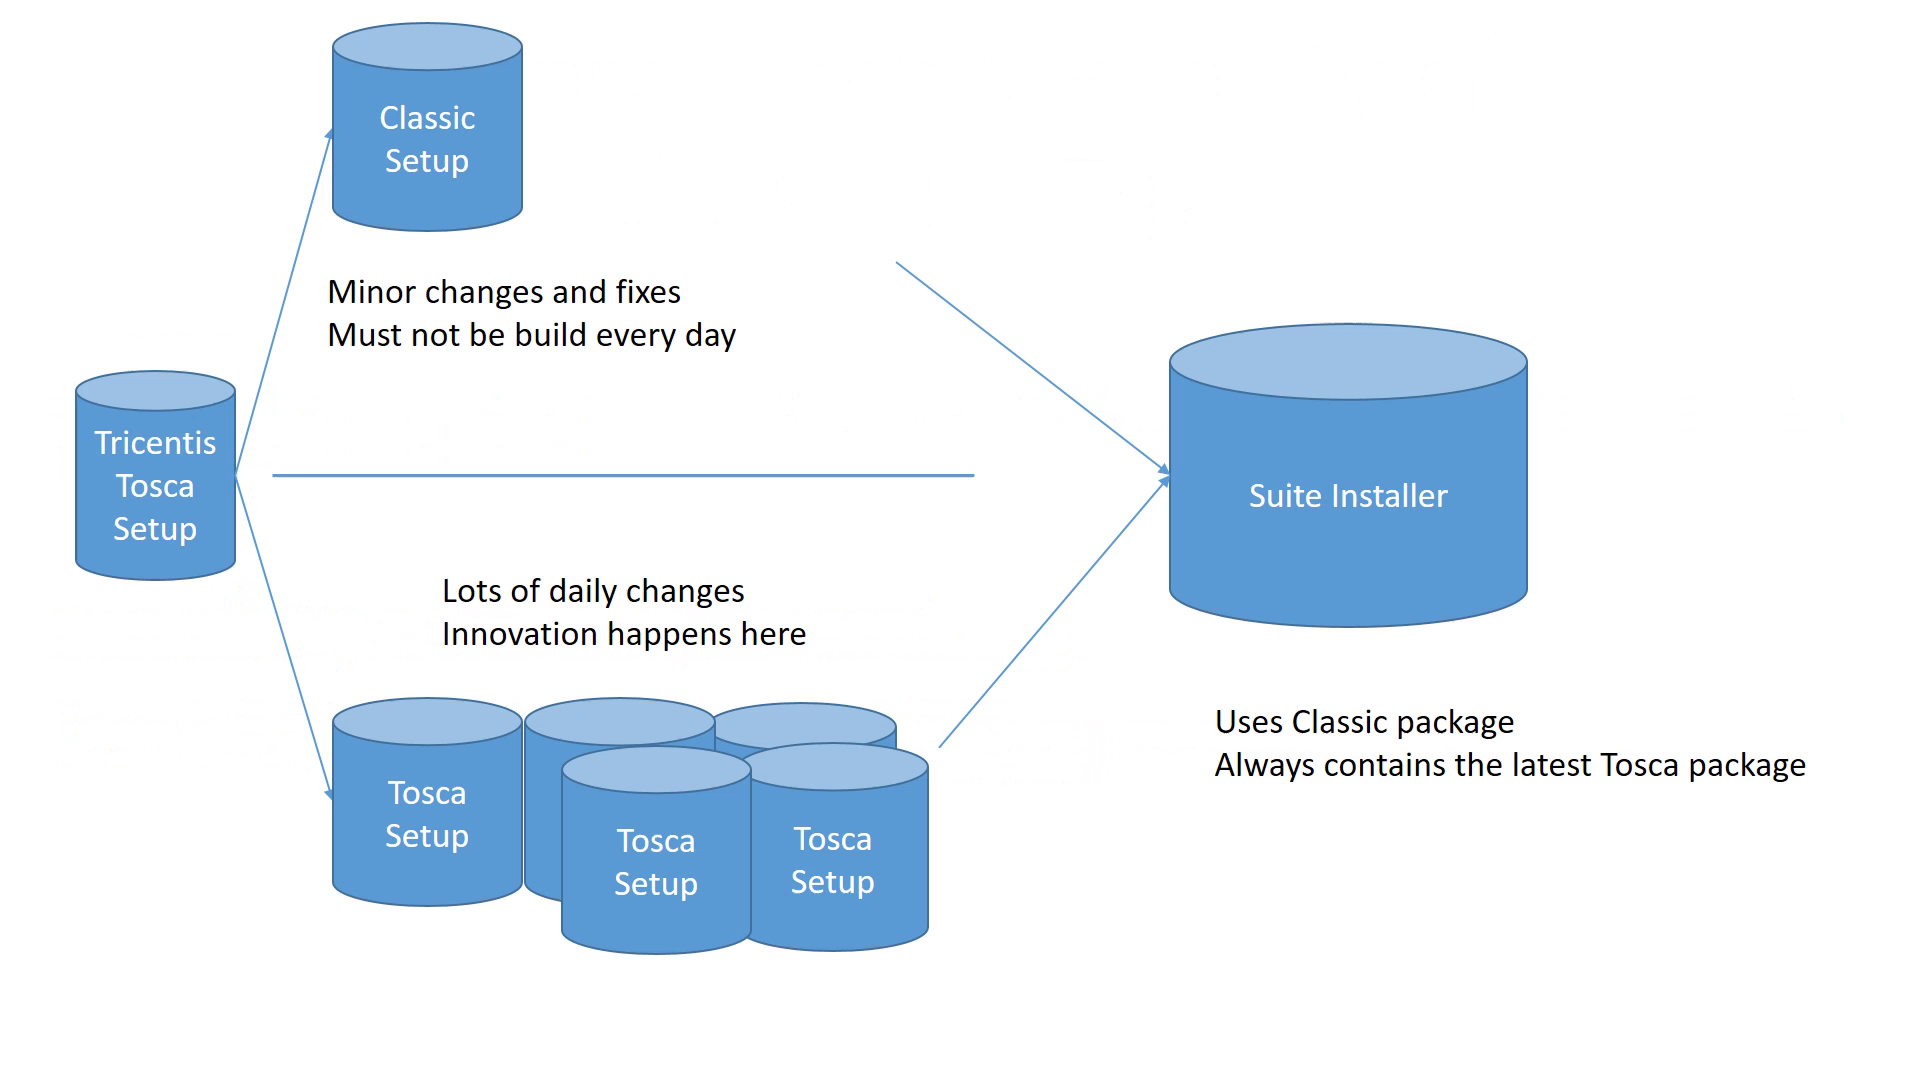 Classic
Setup
Minor changes and fixes
Must not be build every day
Tricentis
Tosca
Setup
Suite Installer
Lots of daily changes
Innovation happens here
Uses Classic package
Always contains the latest Tosca package
Tosca
Setup
Tosca
Setup
Tosca
Setup